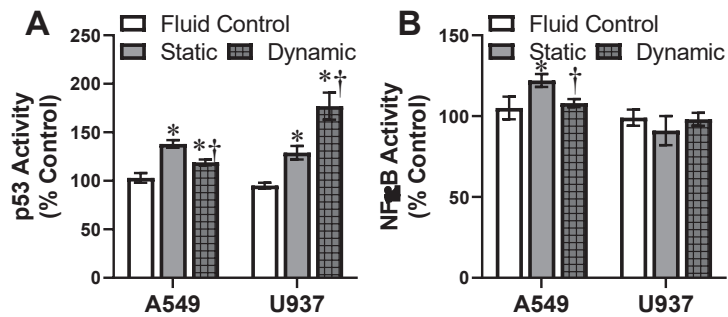 A
Fluid Control
Static
Dynamic
p53 Activity
(% Control)
250
200
150
100
50
0
*
*†
*
*†
A549
U937
B
Fluid Control
Static
Dynamic
(% Control)
150
100
50
0
*
†
A549
U937